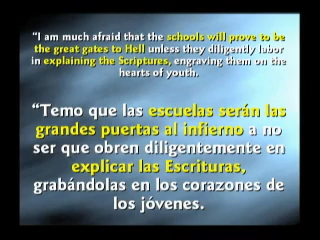 “I am much afraid that the schools will prove to be
the great gates to Hell unless they diligently labor
in explaining the Scriptures, engraving them on the
hearts of youth.
“Temo que las escuelas serán las
grandes puertas al infierno a no
ser que obren diligentemente en
explicar las Escrituras,
grabándolas en los corazones de
los jóvenes.